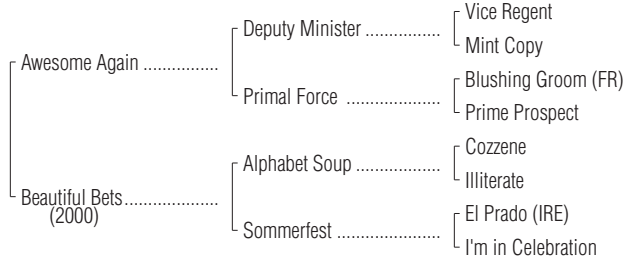 Vice Regent
Deputy Minister ..................
Mint Copy
Awesome Again ...............
Blushing Groom (FR)
Primal Force ...................
Prime Prospect
Cozzene
Alphabet Soup .................
Illiterate
Beautiful Bets...................
(2000)
El Prado (IRE)
Sommerfest .....................
I'm in Celebration